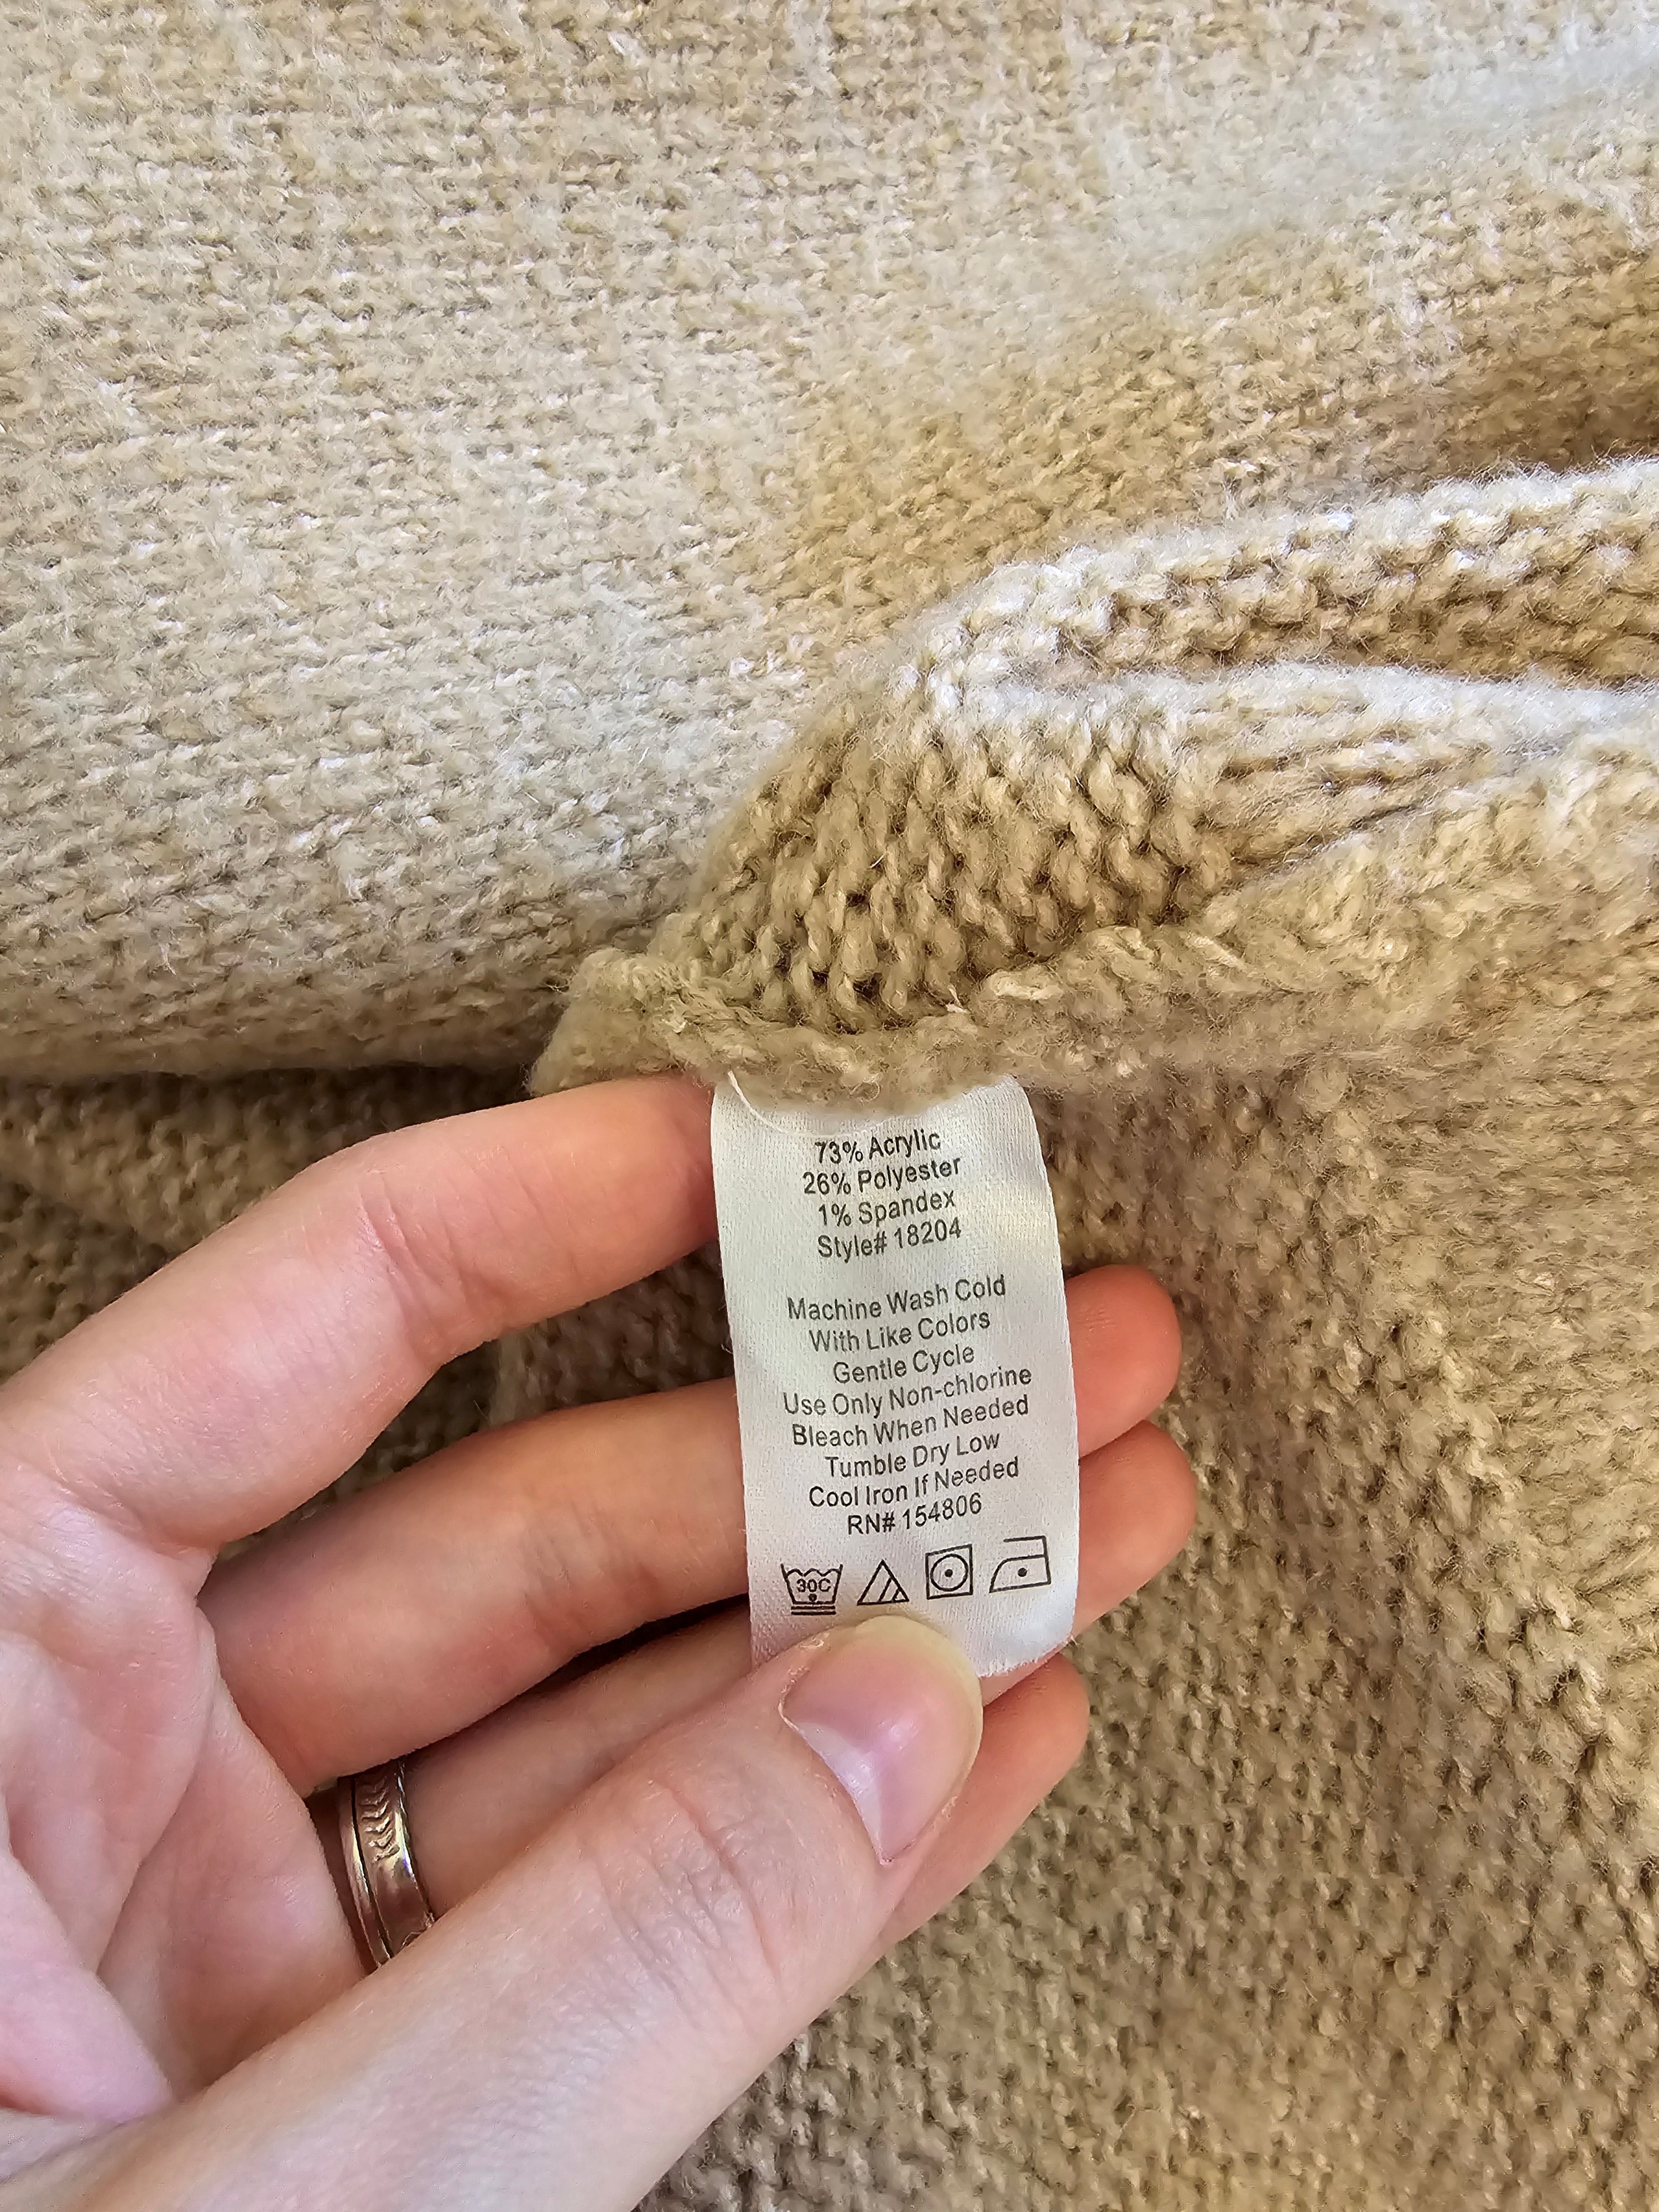 73% Acrylic
26% Polyester
1% Spandex
Style# 18204
Machine Wash Cold
With Like Colors
Gentle Cycle
Use Only Non-chlorine
Bleach When Needed
Tumble Dry Low
Cool Iron If Needed
RN# 154806
30C